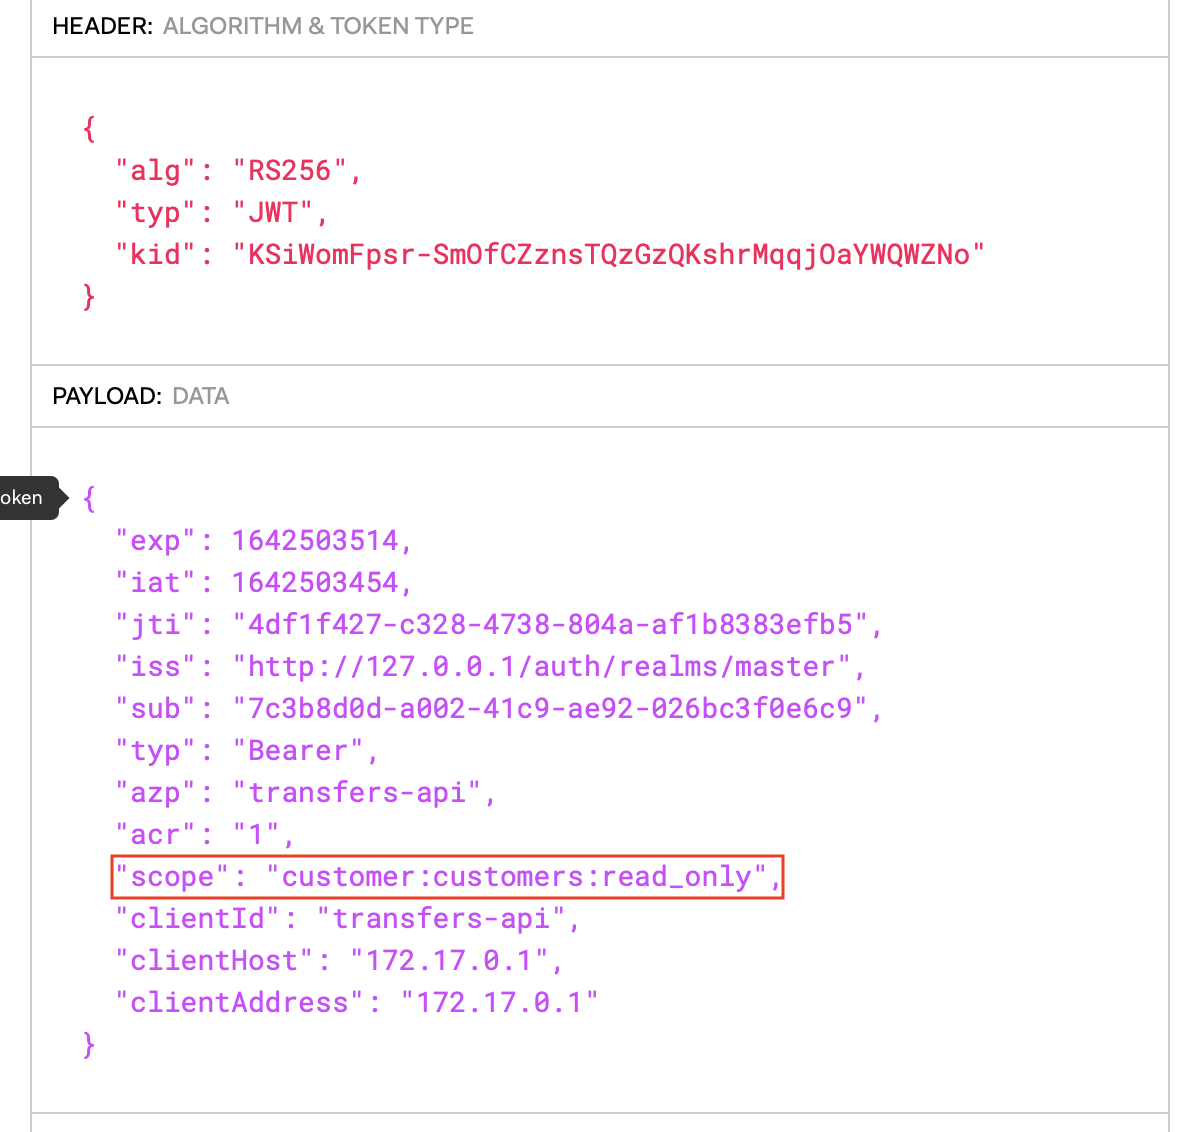 HEADER: ALGORITHM & TOKEN TYPE
{
"alg": "RS256",
"typ": "JWT",
"kid": "KSiWomFpsr-SmOfCZznsTQzGzQKshrMqqjOaYWQWZNo"
}
PAYLOAD: DATA
oken
{
"exp": 1642503514,
"iat": 1642503454,
"jti": "4df1f427-c328-4738-804a-af1b8383efb5",
"iss": "http://127.0.0.1/auth/realms/master",
"sub": "7c3b8d0d-a002-41c9-ae92-026bc3f0e6c9",
"typ": "Bearer",
"azp": "transfers-api",
"acr": "1",
"scope": "customer:customers:read_only",
"clientId": "transfers-api",
"clientHost": "172.17.0.1",
"clientAddress": "172.17.0.1"
}